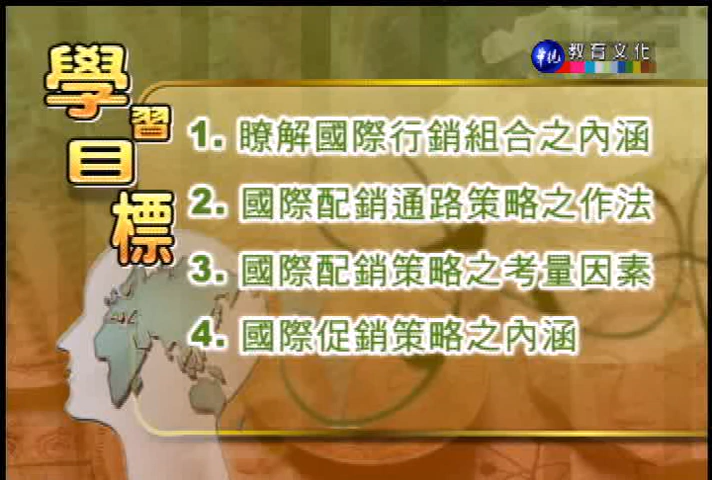 華視 教育文化
學習目標
1. 瞭解國際行銷組合之內涵
2. 國際配銷通路策略之作法
3. 國際配銷策略之考量因素
4. 國際促銷策略之內涵